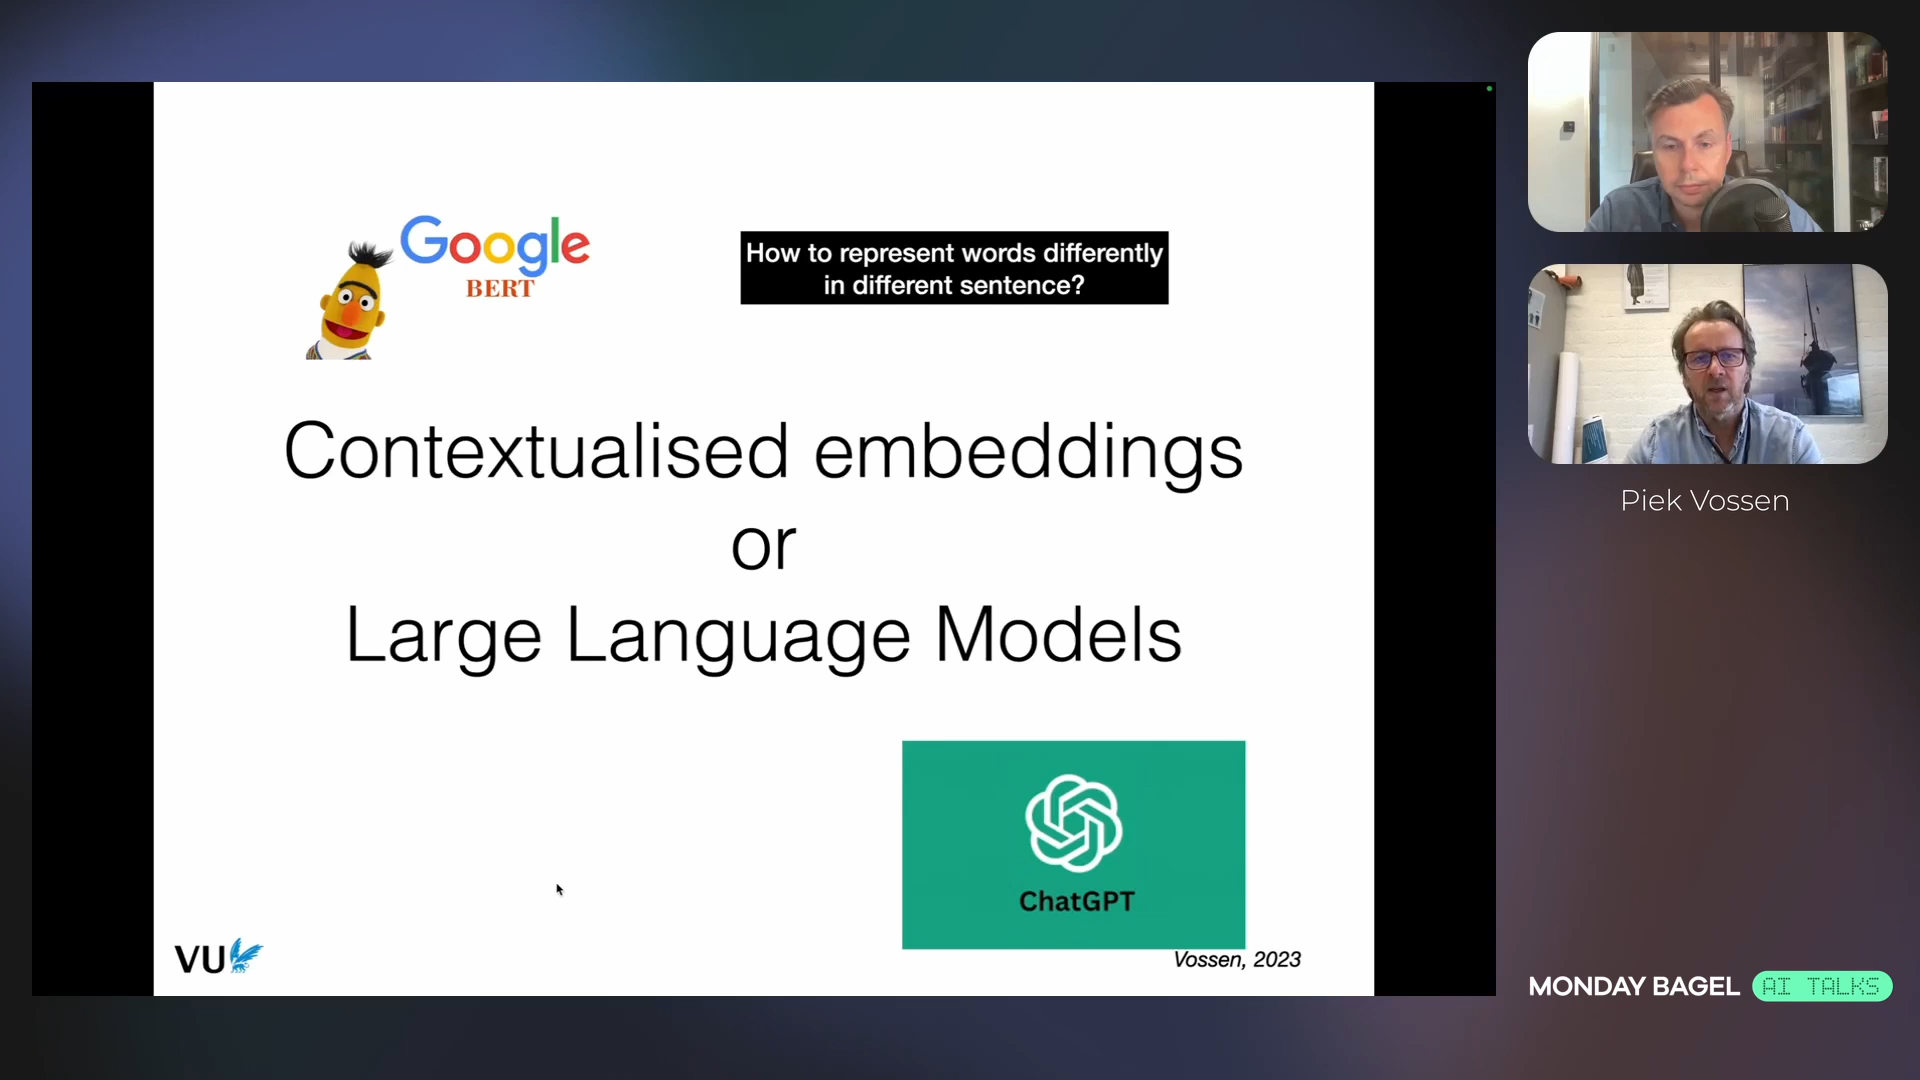 Google
BERT
How to represent words differently
in different sentence?
Contextualised embeddings
or
Large Language Models
ChatGPT
VU
Vossen, 2023
Piek Vossen
MONDAY BAGEL AI TALKS